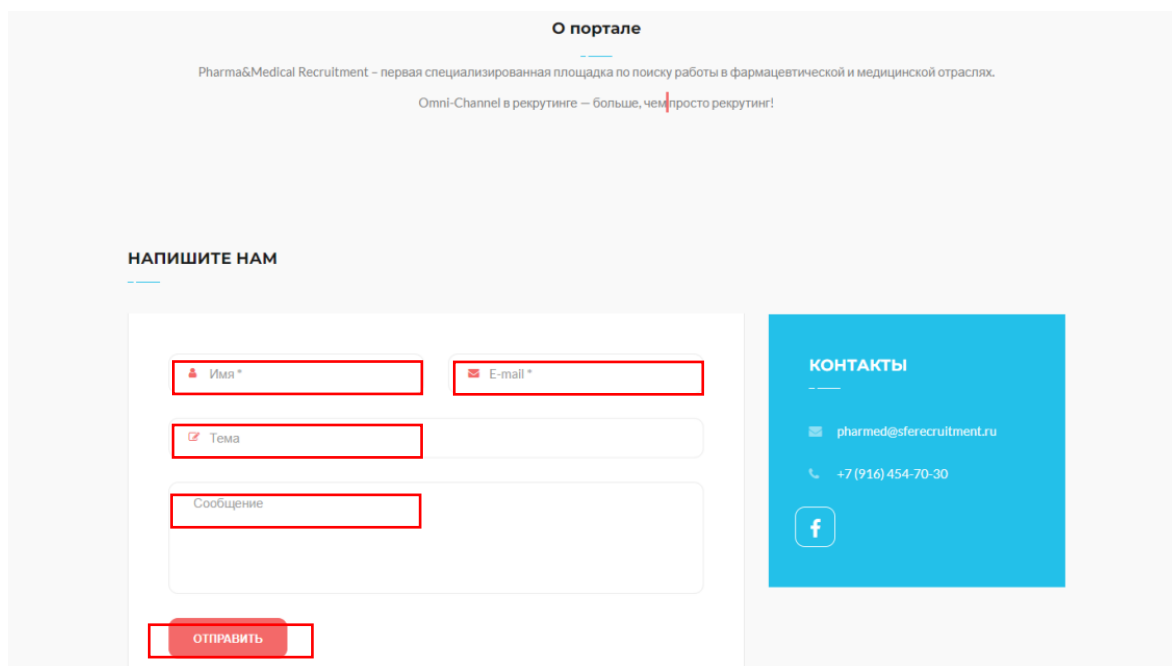 О портале
Pharma&Medical Recruitment – первая специализированная площадка по поиску работы в фармацевтической и медицинской отраслях.
Omni-Channel в рекрутинге — больше, чем просто рекрутинг!
НАПИШИТЕ НАМ
Имя *
E-mail *
Тема
Сообщение
ОТПРАВИТЬ
КОНТАКТЫ
pharmed@sferecruitment.ru
+7 (916) 454-70-30